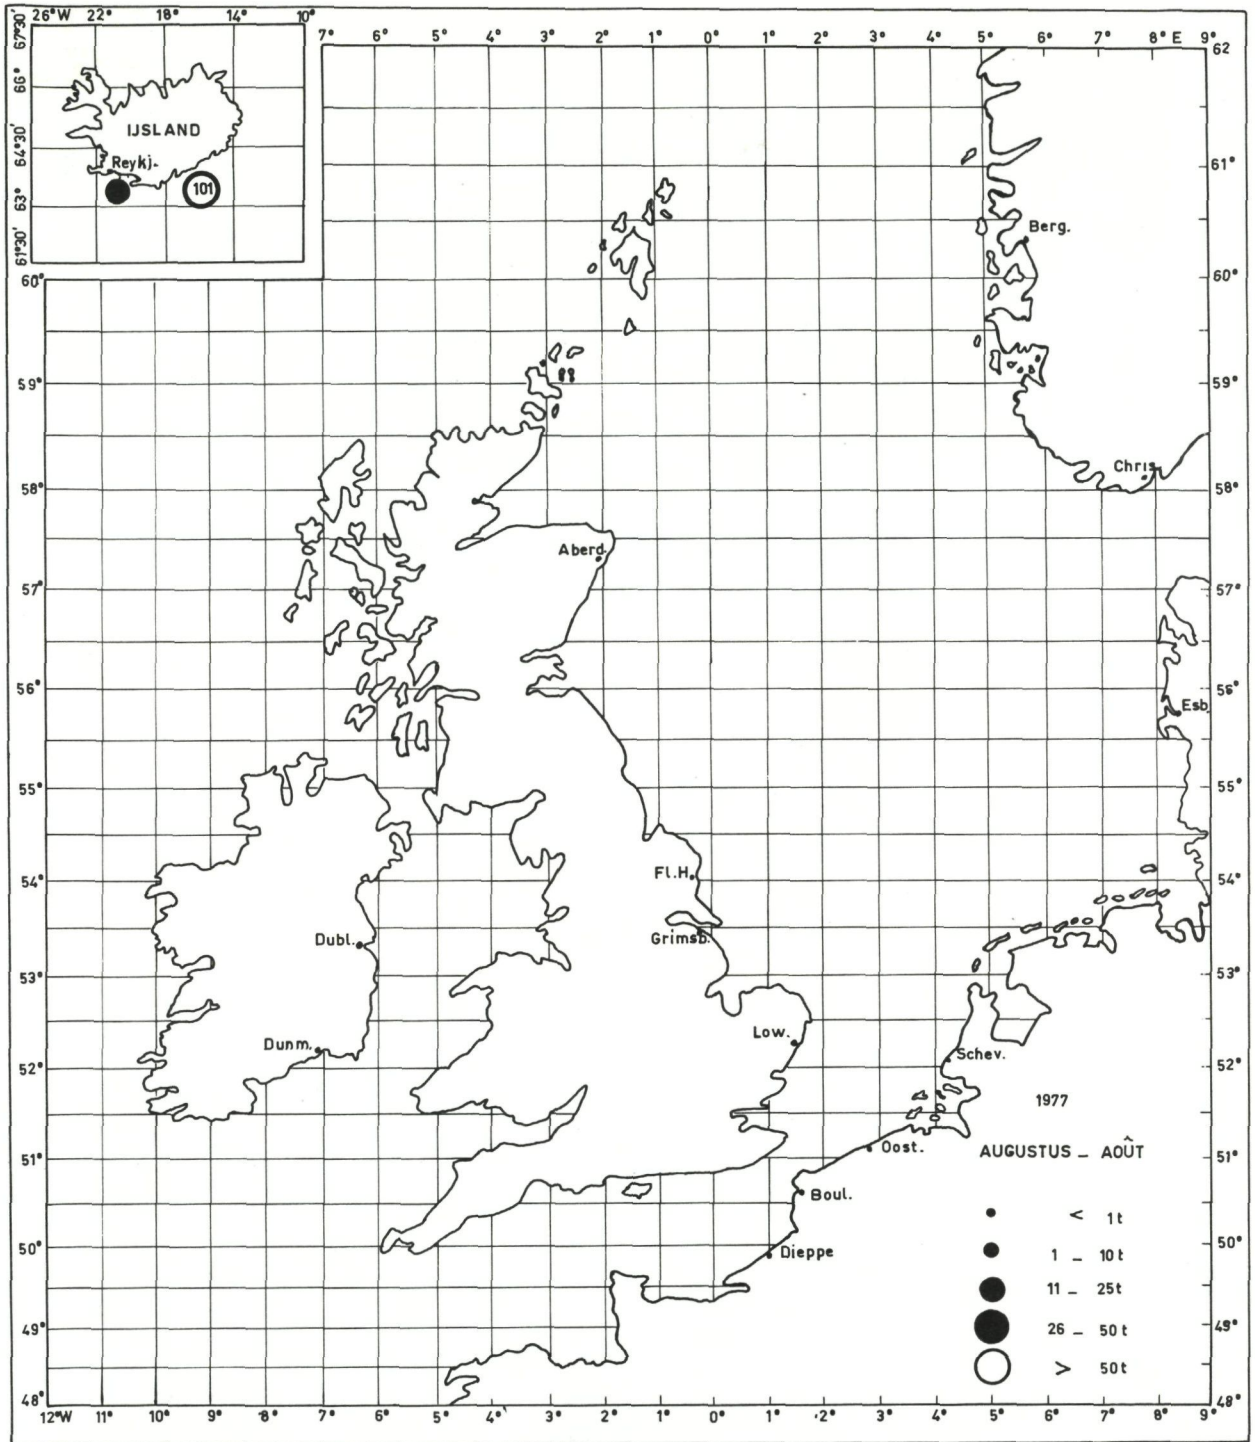 26°W 22° 18° 14° 10°
67°30'
66°
64°30'
63°
61°30'
IJSLAND
Reykj.
101
7° 6° 5° 4° 3° 2° 1° 0° 1° 2° 3° 4° 5° 6° 7° 8° E 9°
62
61°
60° 60°
59° 59°
58° 58°
57° 57°
56° 56°
55° 55°
54° 54°
53° 53°
52° 52°
51° 51°
50° 50°
49° 49°
48° 48°
Berg.
Chris
Aberd.
Esb.
Fl.H.
Dubl.
Grimsb.
Dunm.
Low.
Schev.
Oost.
Boul.
Dieppe
1977
AUGUSTUS _ AOÛT
< 1t
1 _ 10t
11 _ 25t
26 _ 50t
> 50t
12°W 10° 9° 8° 7° 6° 5° 4° 3° 2° 1° 0° 1° 2° 3° 4° 5° 6° 7° 8° 9°